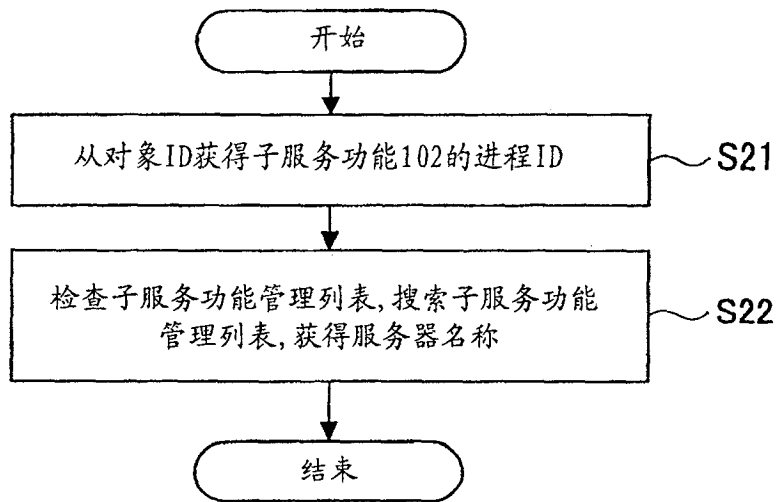 开始
从对象ID获得子服务功能102的进程ID
S21
检查子服务功能管理列表,搜索子服务功能
管理列表,获得服务器名称
S22
结束